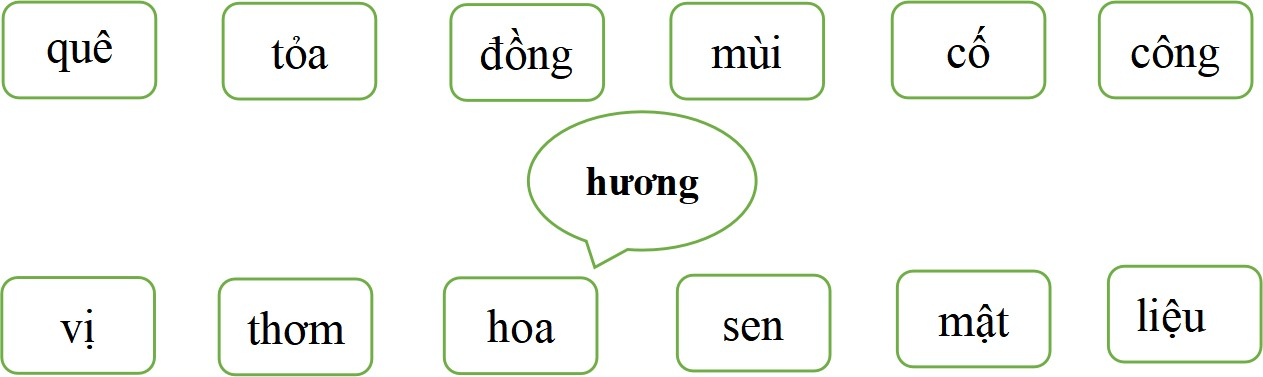 quê tỏa đồng mùi cố công
hương
vị thơm hoa sen mật liệu